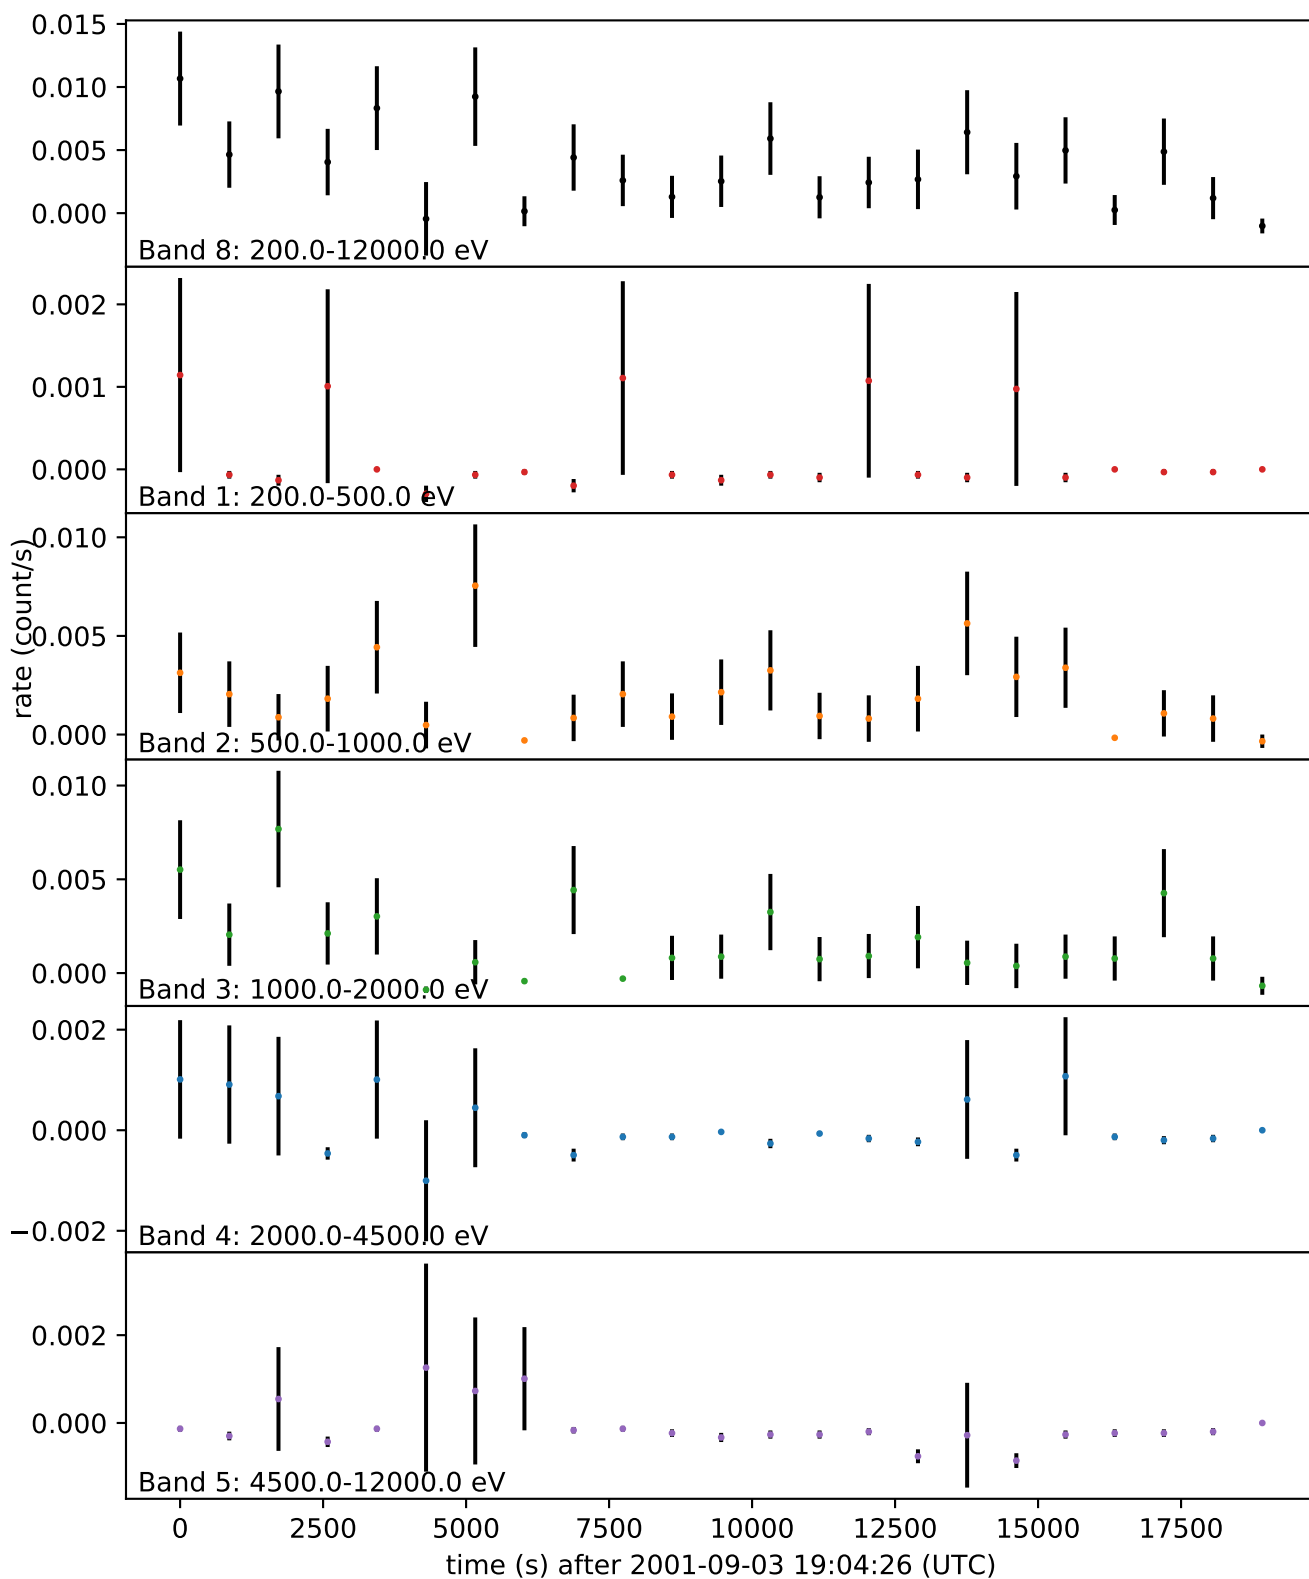 0.015
0.010
0.005
0.000
Band 8: 200.0-12000.0 eV
0.002
0.001
0.000
Band 1: 200.0-500.0 eV
rate (count/s)
0.010
0.005
0.000
Band 2: 500.0-1000.0 eV
0.010
0.005
0.000
Band 3: 1000.0-2000.0 eV
0.002
0.000
−0.002
Band 4: 2000.0-4500.0 eV
0.002
0.000
Band 5: 4500.0-12000.0 eV
0 2500 5000 7500 10000 12500 15000 17500
time (s) after 2001-09-03 19:04:26 (UTC)